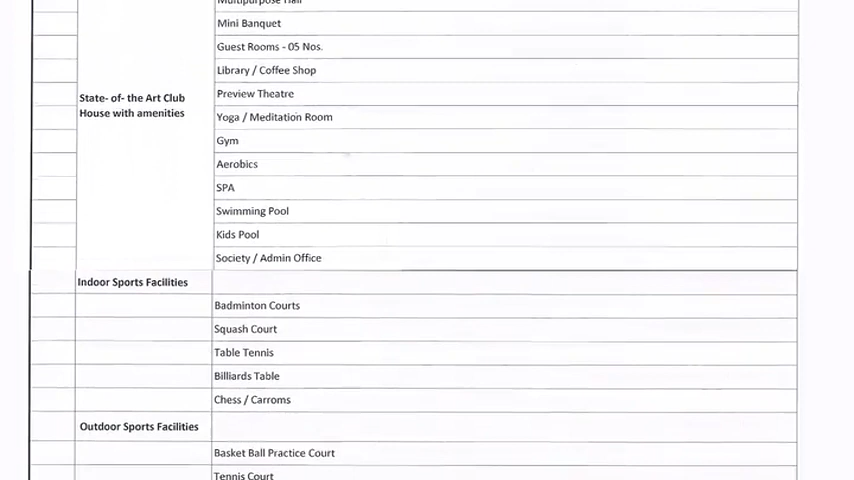 Multipurpose Hall
Mini Banquet
Guest Rooms - 05 Nos.
Library / Coffee Shop
Preview Theatre
State- of- the Art Club
House with amenities
Yoga / Meditation Room
Gym
Aerobics
SPA
Swimming Pool
Kids Pool
Society / Admin Office
Indoor Sports Facilities
Badminton Courts
Squash Court
Table Tennis
Billiards Table
Chess / Carroms
Outdoor Sports Facilities
Basket Ball Practice Court
Tennis Court